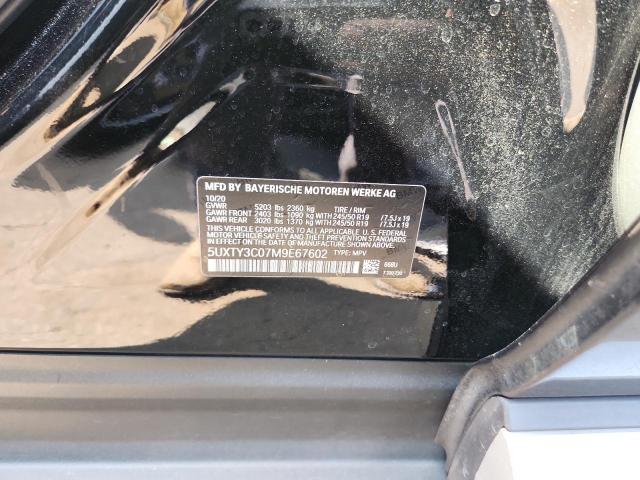 MFD BY BAYERISCHE MOTOREN WERKE AG
10/20
GVWR 5203 lbs 2360 kg TIRE / RIM
GAWR FRONT 2403 lbs 1090 kg WITH 245/50 R19 /7.5J x 19
GAWR REAR 3020 lbs 1370 kg WITH 245/50 R19 /7.5J x 19
THIS VEHICLE CONFORMS TO ALL APPLICABLE U.S. FEDERAL
MOTOR VEHICLE SAFETY, BUMPER, AND THEFT PREVENTION
STANDARDS IN EFFECT ON THE DATE OF MANUFACTURE SHOWN ABOVE.
5UXTY3C07M9E67602 TYPE: MPV
668U